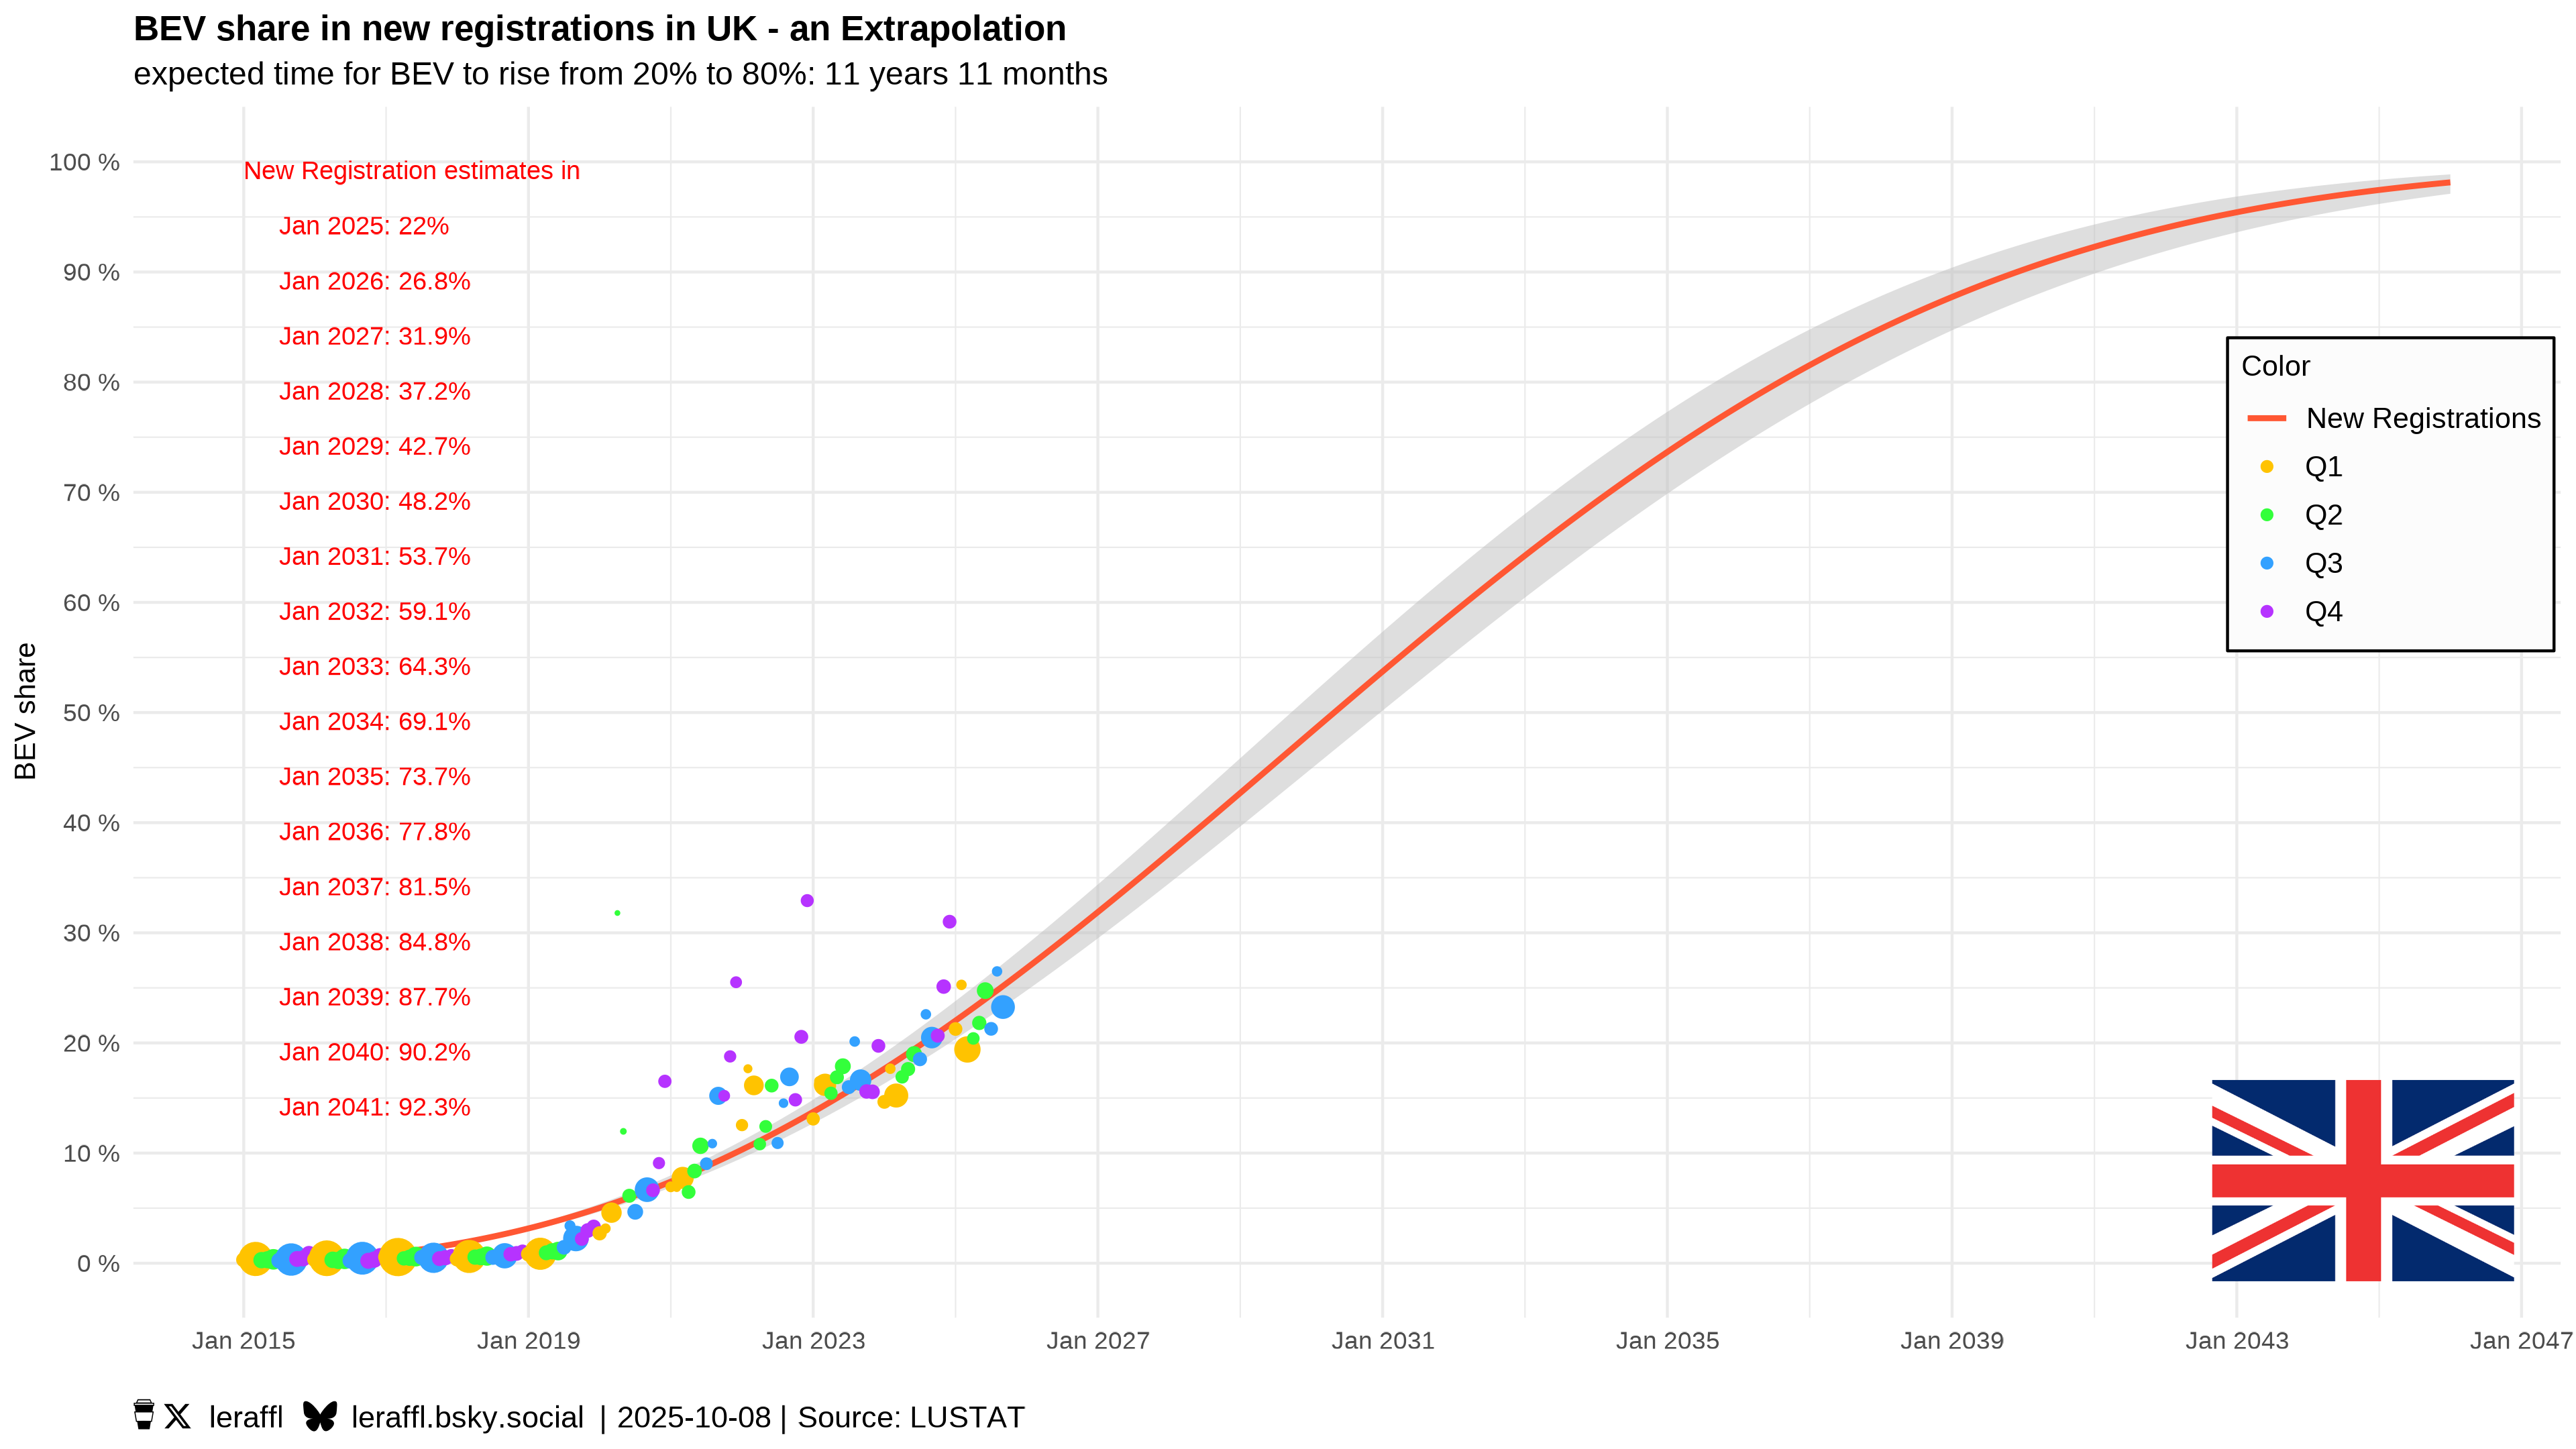 BEV share in new registrations in UK - an Extrapolation
expected time for BEV to rise from 20% to 80%: 11 years 11 months
BEV share
100 %
90 %
80 %
70 %
60 %
50 %
40 %
30 %
20 %
10 %
0 %
New Registration estimates in
Jan 2025: 22%
Jan 2026: 26.8%
Jan 2027: 31.9%
Jan 2028: 37.2%
Jan 2029: 42.7%
Jan 2030: 48.2%
Jan 2031: 53.7%
Jan 2032: 59.1%
Jan 2033: 64.3%
Jan 2034: 69.1%
Jan 2035: 73.7%
Jan 2036: 77.8%
Jan 2037: 81.5%
Jan 2038: 84.8%
Jan 2039: 87.7%
Jan 2040: 90.2%
Jan 2041: 92.3%
Color
New Registrations
Q1
Q2
Q3
Q4
Jan 2015 Jan 2019 Jan 2023 Jan 2027 Jan 2031 Jan 2035 Jan 2039 Jan 2043 Jan 2047
leraffl leraffl.bsky.social | 2025-10-08 | Source: LUSTAT